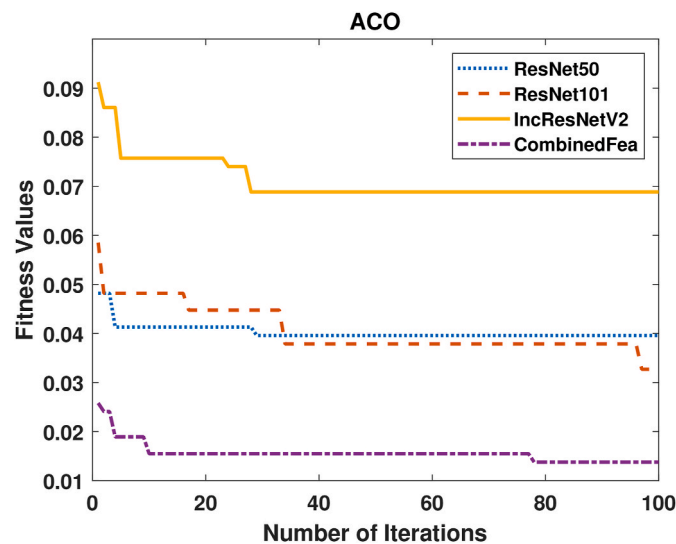 ACO
ResNet50
ResNet101
IncResNetV2
CombinedFea
Fitness Values
0.09
0.08
0.07
0.06
0.05
0.04
0.03
0.02
0.01
0 20 40 60 80 100
Number of Iterations